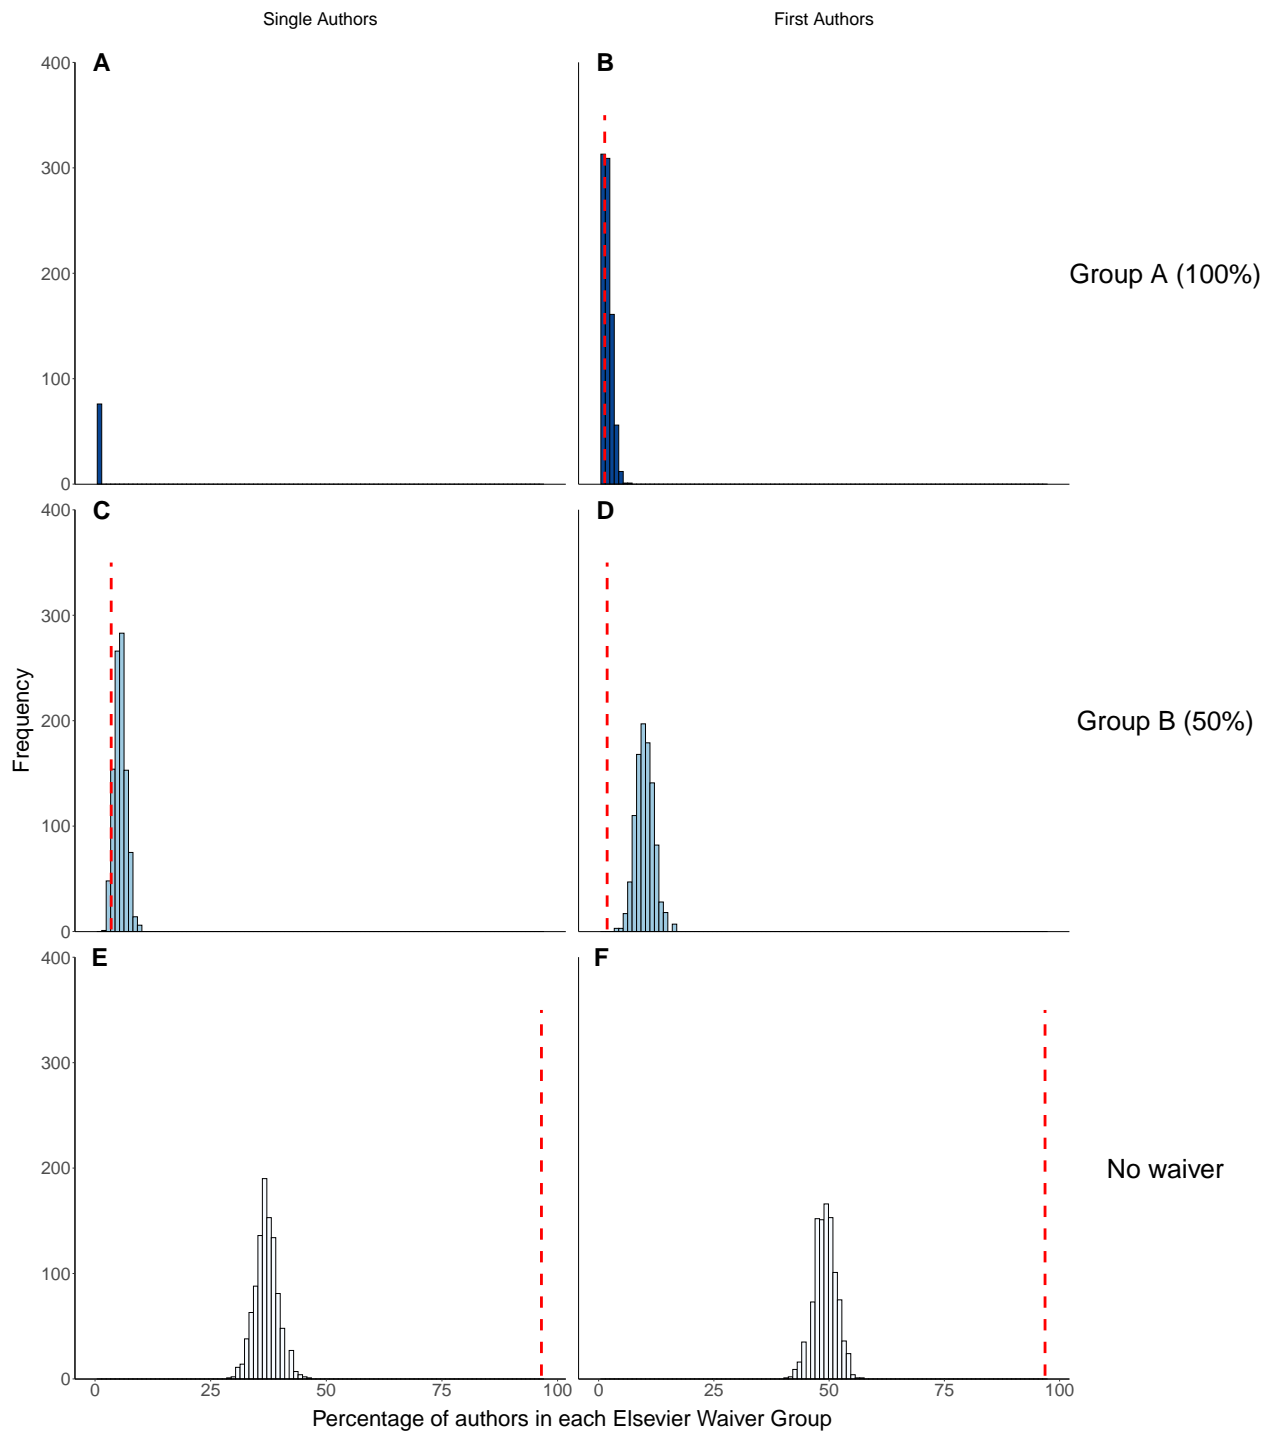 Single Authors
First Authors
A
B
400
300
200
100
0
Group A (100%)
C
D
400
300
200
100
0
Group B (50%)
Frequency
E
F
400
300
200
100
0
No waiver
0 25 50 75 100
0 25 50 75 100
Percentage of authors in each Elsevier Waiver Group